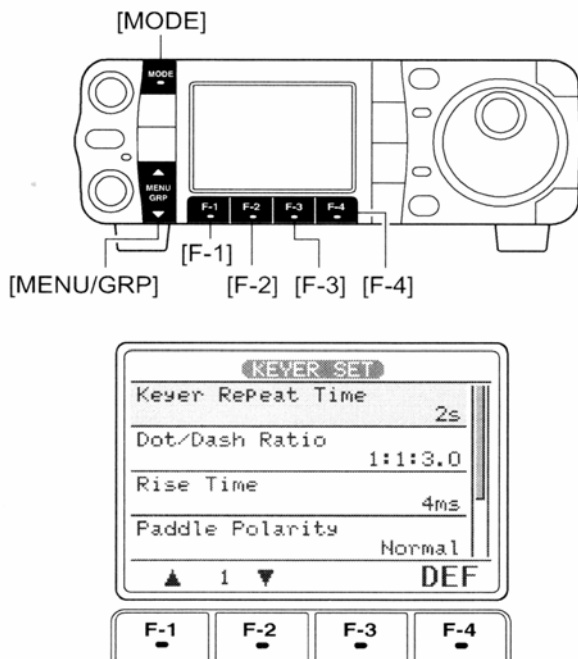 [MODE]
MODE
MENU
GRP
F-1 F-2 F-3 F-4
[F-1]
[MENU/GRP] [F-2] [F-3] [F-4]
KEYER SET
Keyer Repeat Time
2s
Dot/Dash Ratio
1:1:3.0
Rise Time
4ms
Paddle Polarity
Normal
1 DEF
F-1 F-2 F-3 F-4